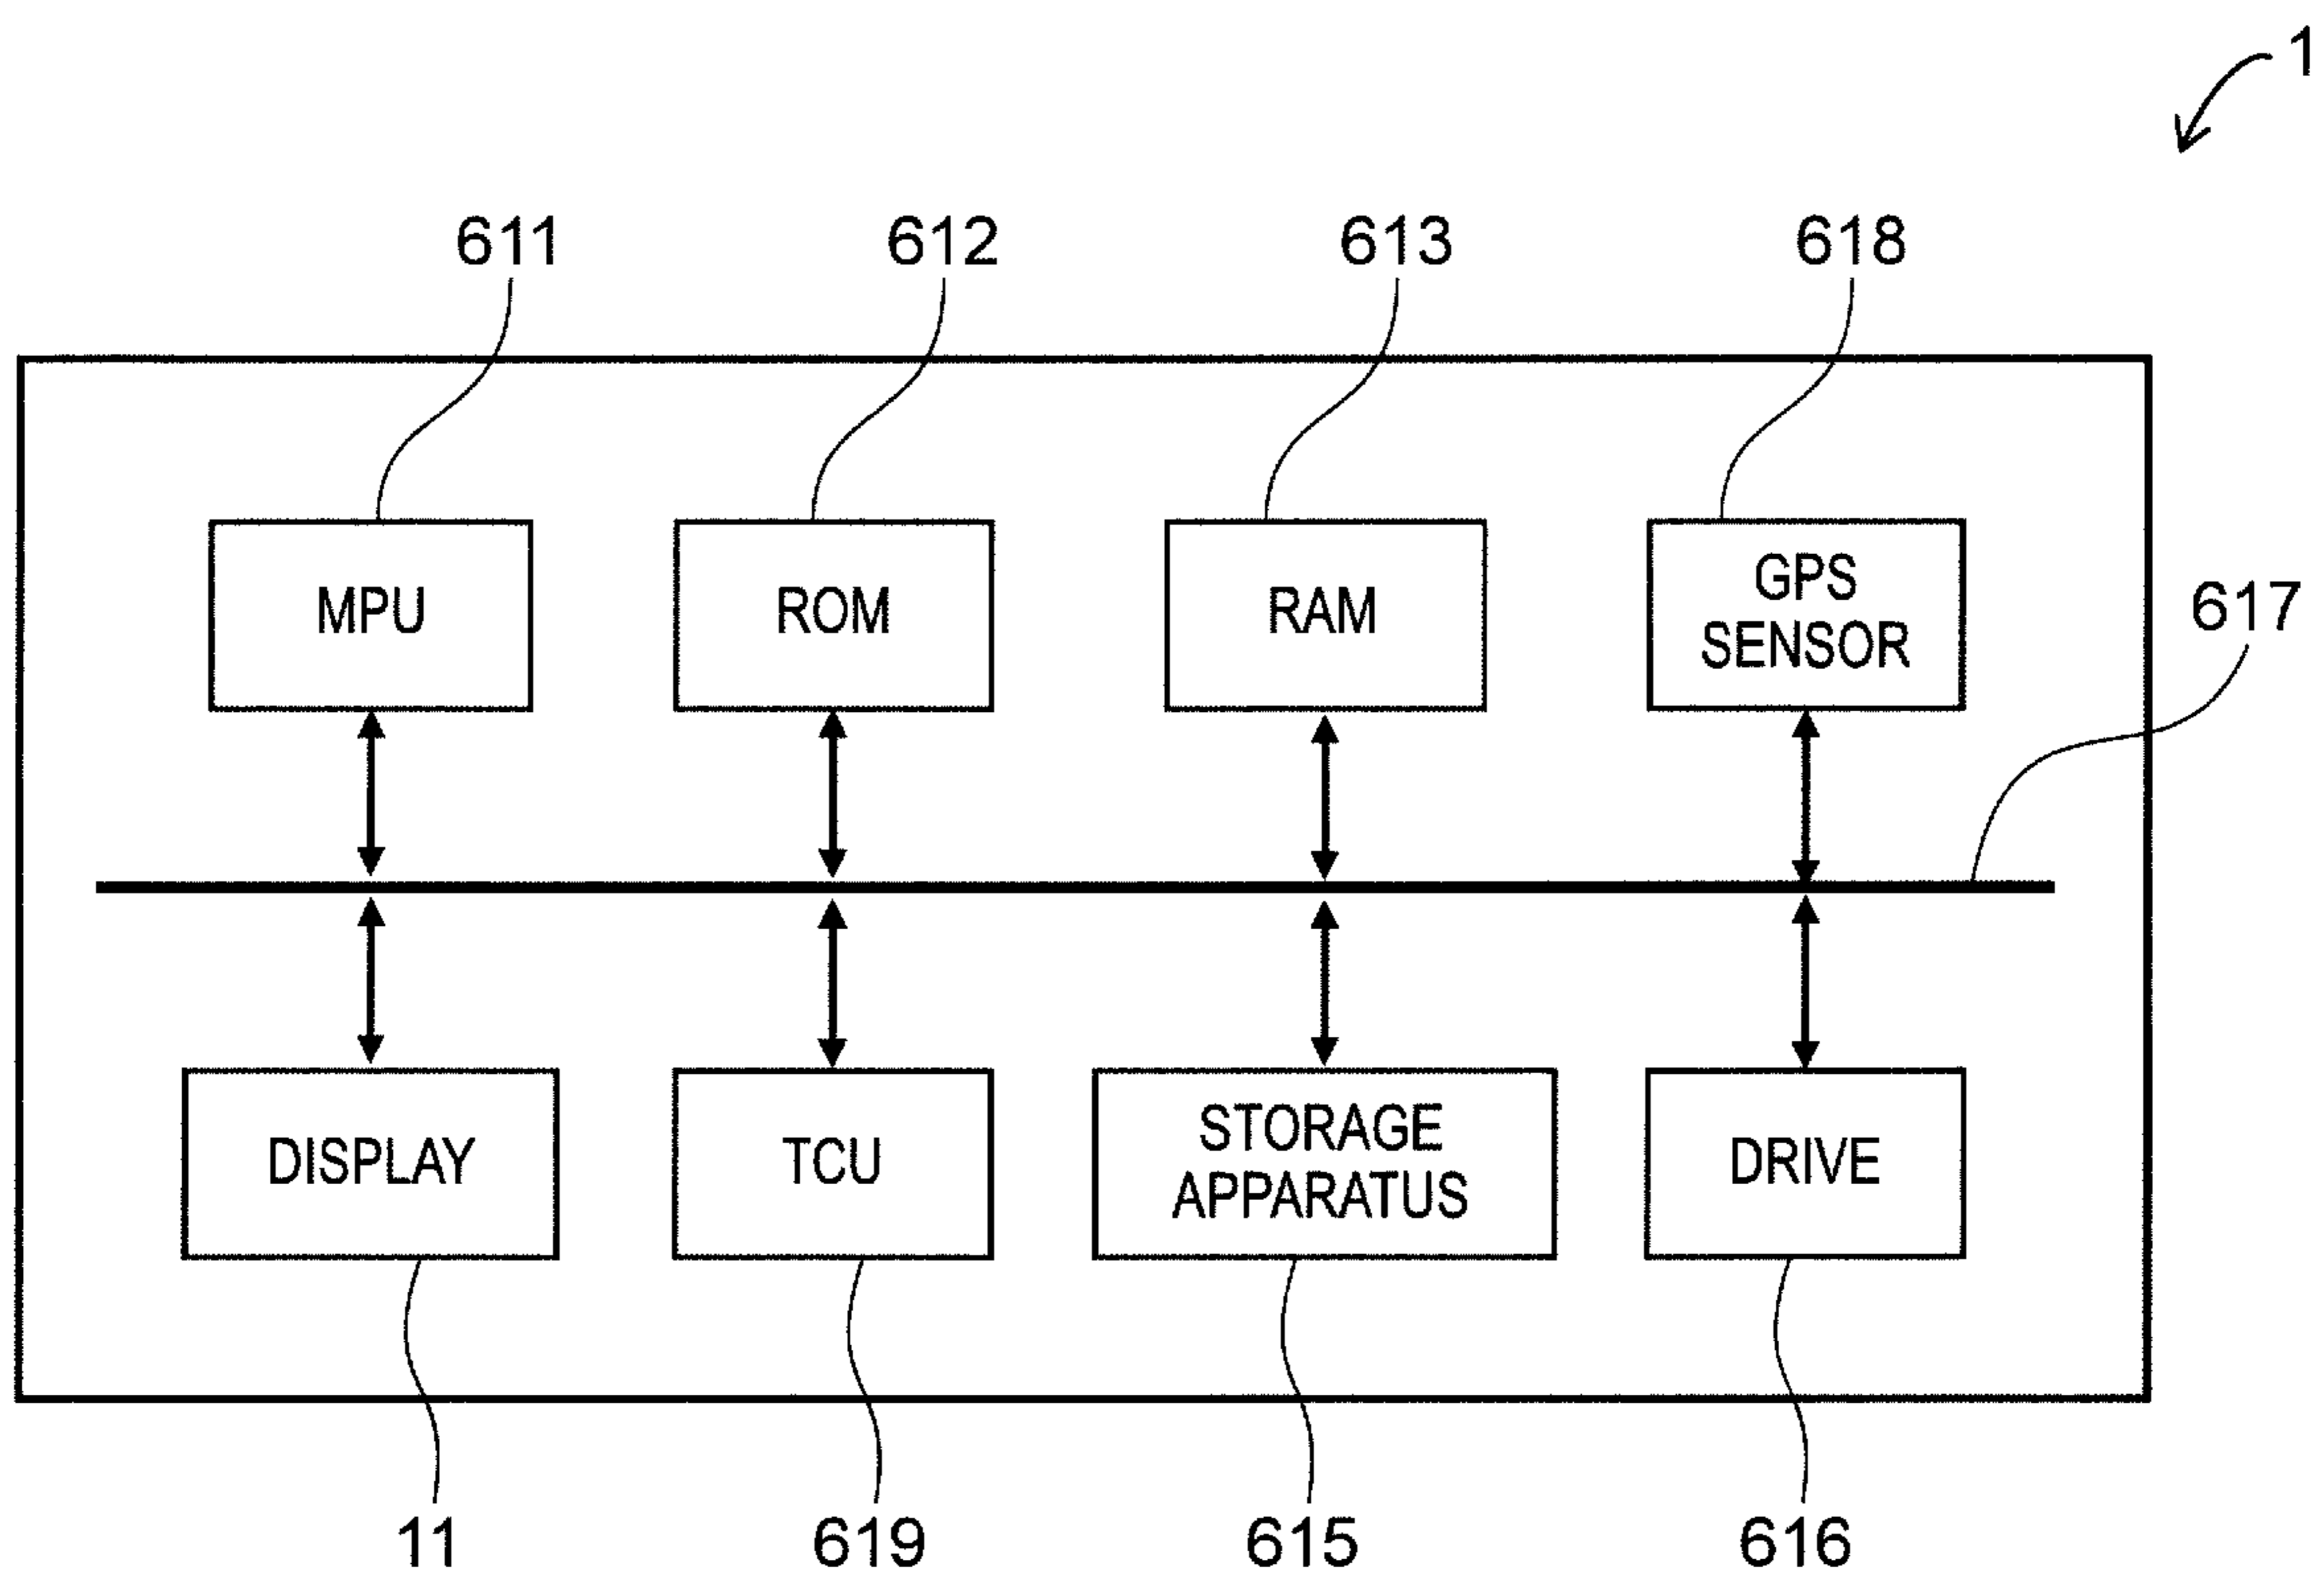 1
611
612
613
618
MPU
ROM
RAM
GPS
SENSOR
617
DISPLAY
TCU
STORAGE
APPARATUS
DRIVE
11
619
615
616